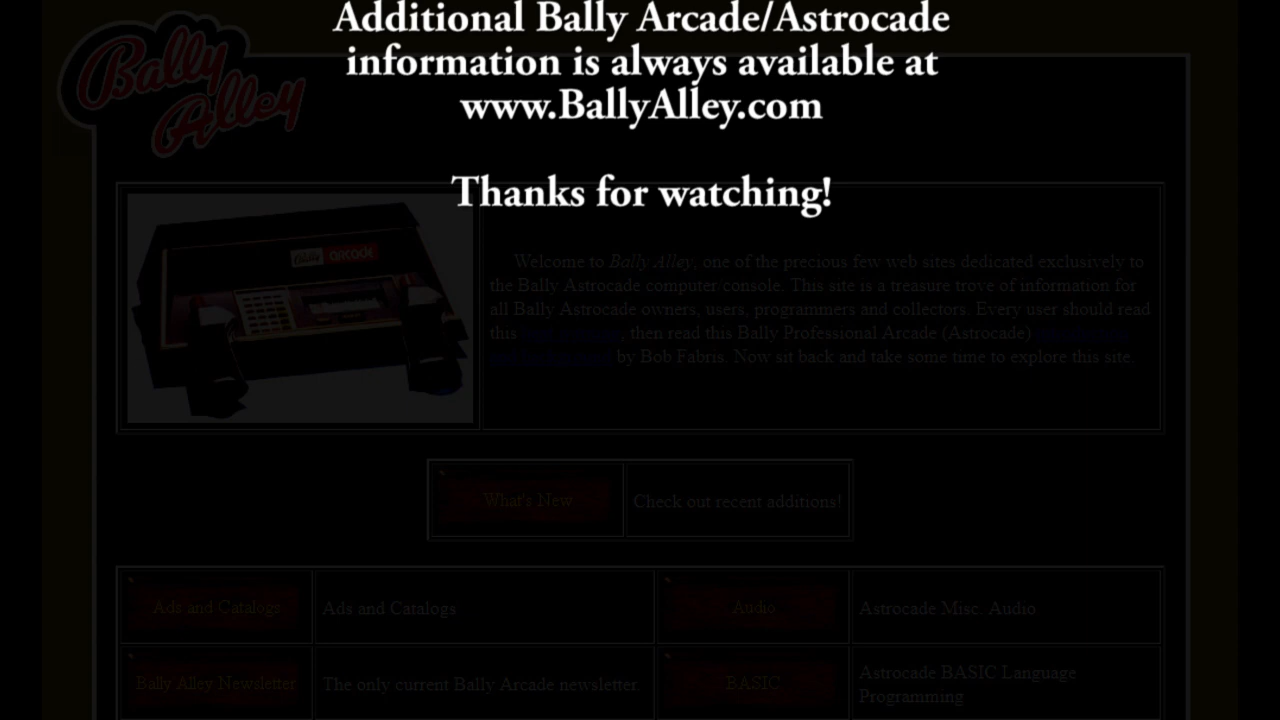 Additional Bally Arcade/Astrocade
information is always available at
www.BallyAlley.com
Thanks for watching!
Bally
Alley
Bally arcade
Welcome to Bally Alley, one of the precious few web sites dedicated exclusively to
the Bally Astrocade computer console. This site is a treasure trove of information for
all Bally Astrocade owners, users, programmers and collectors. Every user should read
this , then read this Bally Professional Arcade (Astrocade)
by Bob Fabris. Now sit back and take some time to explore this site.
What's New
Check out recent additions!
Ads and Catalogs
Ads and Catalogs
Audio
Astrocade Misc. Audio
Bally Alley Newsletter
The only current Bally Arcade newsletter.
BASIC
Astrocade BASIC Language
Programming